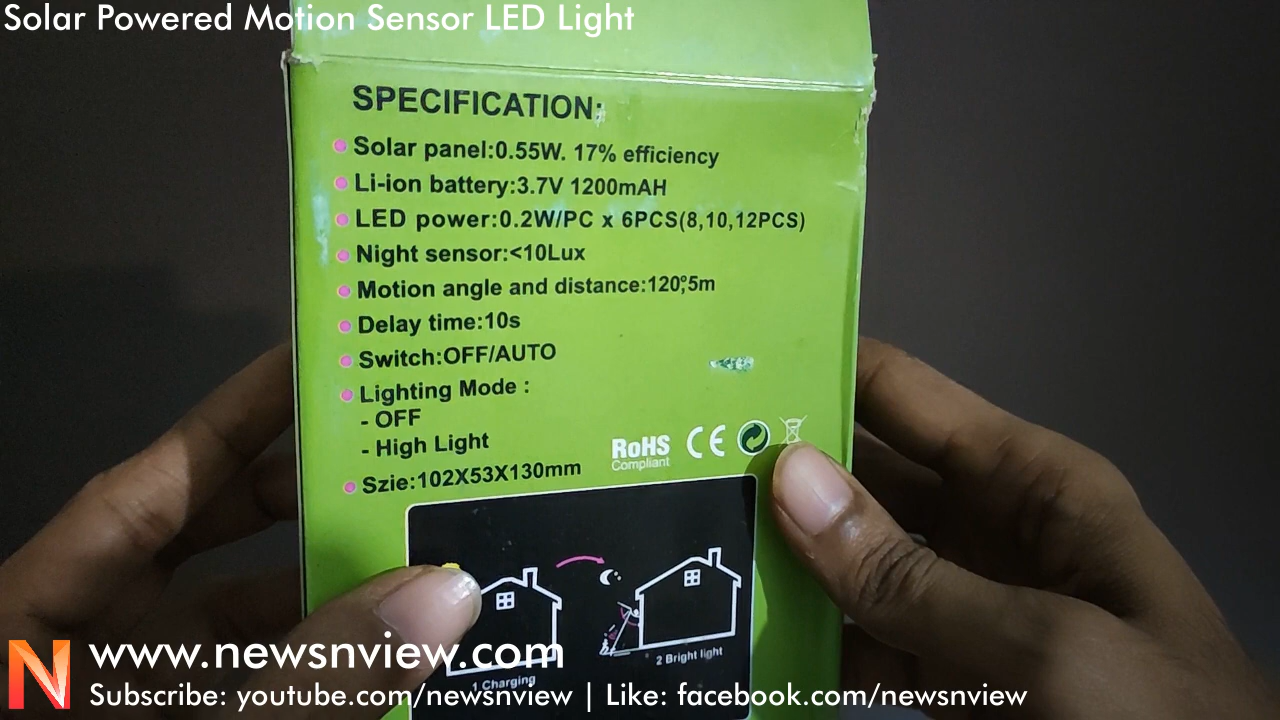 Solar Powered Motion Sensor LED Light
SPECIFICATION:
Solar panel:0.55W. 17% efficiency
Li-ion battery:3.7V 1200mAH
LED power:0.2W/PC x 6PCS(8,10,12PCS)
Night sensor:<10Lux
Motion angle and distance:120°,5m
Delay time:10s
Switch:OFF/AUTO
Lighting Mode :
- OFF
- High Light
RoHS CE
Compliant
Szie:102X53X130mm
1 Charging
2 Bright light
N www.newsnview.com
Subscribe: youtube.com/newsnview | Like: facebook.com/newsnview